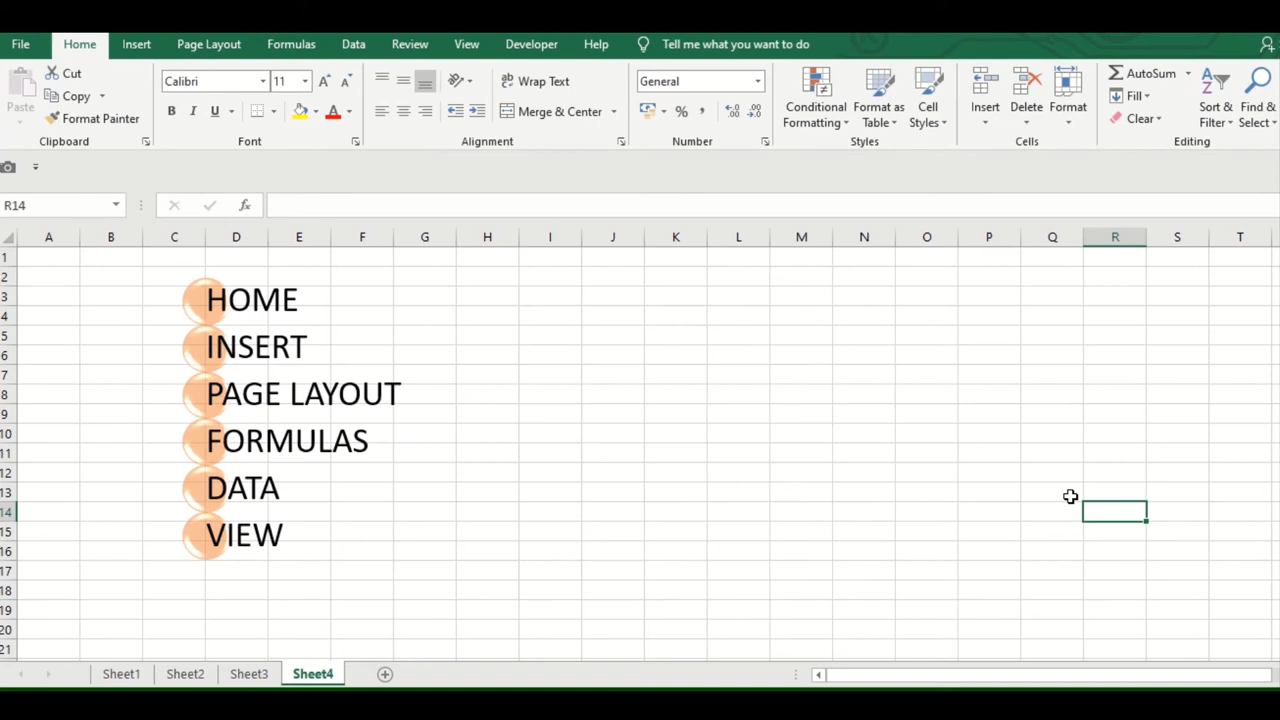 File Home Insert Page Layout Formulas Data Review View Developer Help Tell me what you want to do
Cut
Copy
Paste
Format Painter
Clipboard
Calibri 11 A A
B I U A
Font
Wrap Text
Merge & Center
Alignment
General
% , .00
Number
Conditional Formatting
Format as Table
Cell Styles
Styles
Insert Delete Format
Cells
AutoSum
Fill
Clear
Sort & Filter
Find & Select
Editing
R14 fx
A B C D E F G H I J K L M N O P Q R S T
1
2
3
4
5
6
7
8
9
10
11
12
13
14
15
16
17
18
19
20
21
HOME
INSERT
PAGE LAYOUT
FORMULAS
DATA
VIEW
Sheet1 Sheet2 Sheet3 Sheet4